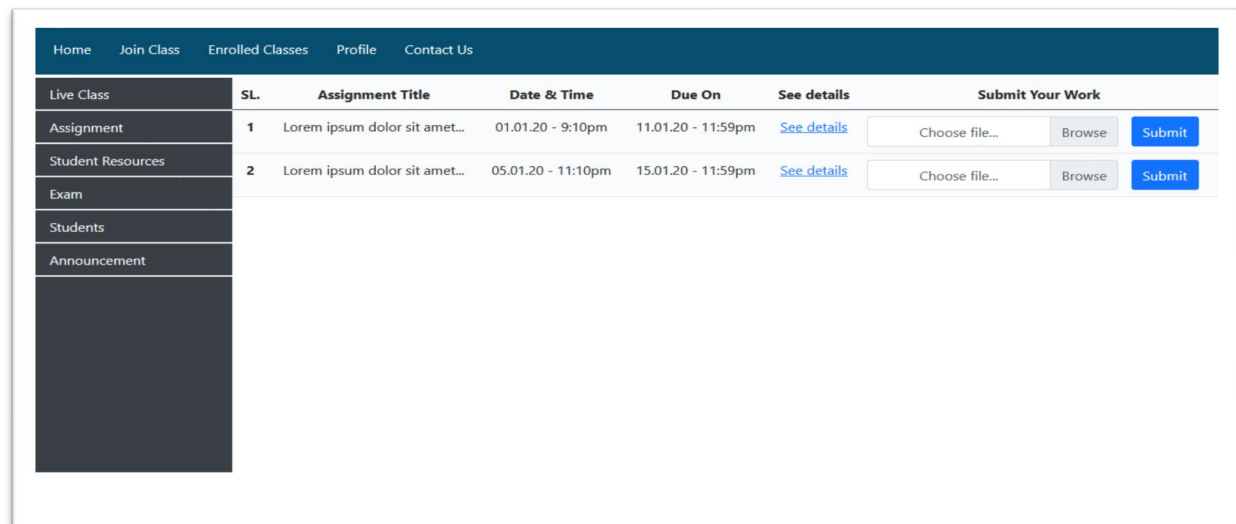 Home Join Class Enrolled Classes Profile Contact Us
Live Class
Assignment
Student Resources
Exam
Students
Announcement
SL. Assignment Title Date & Time Due On See details Submit Your Work
1 Lorem ipsum dolor sit amet... 01.01.20 - 9:10pm 11.01.20 - 11:59pm See details Choose file... Browse Submit
2 Lorem ipsum dolor sit amet... 05.01.20 - 11:10pm 15.01.20 - 11:59pm See details Choose file... Browse Submit